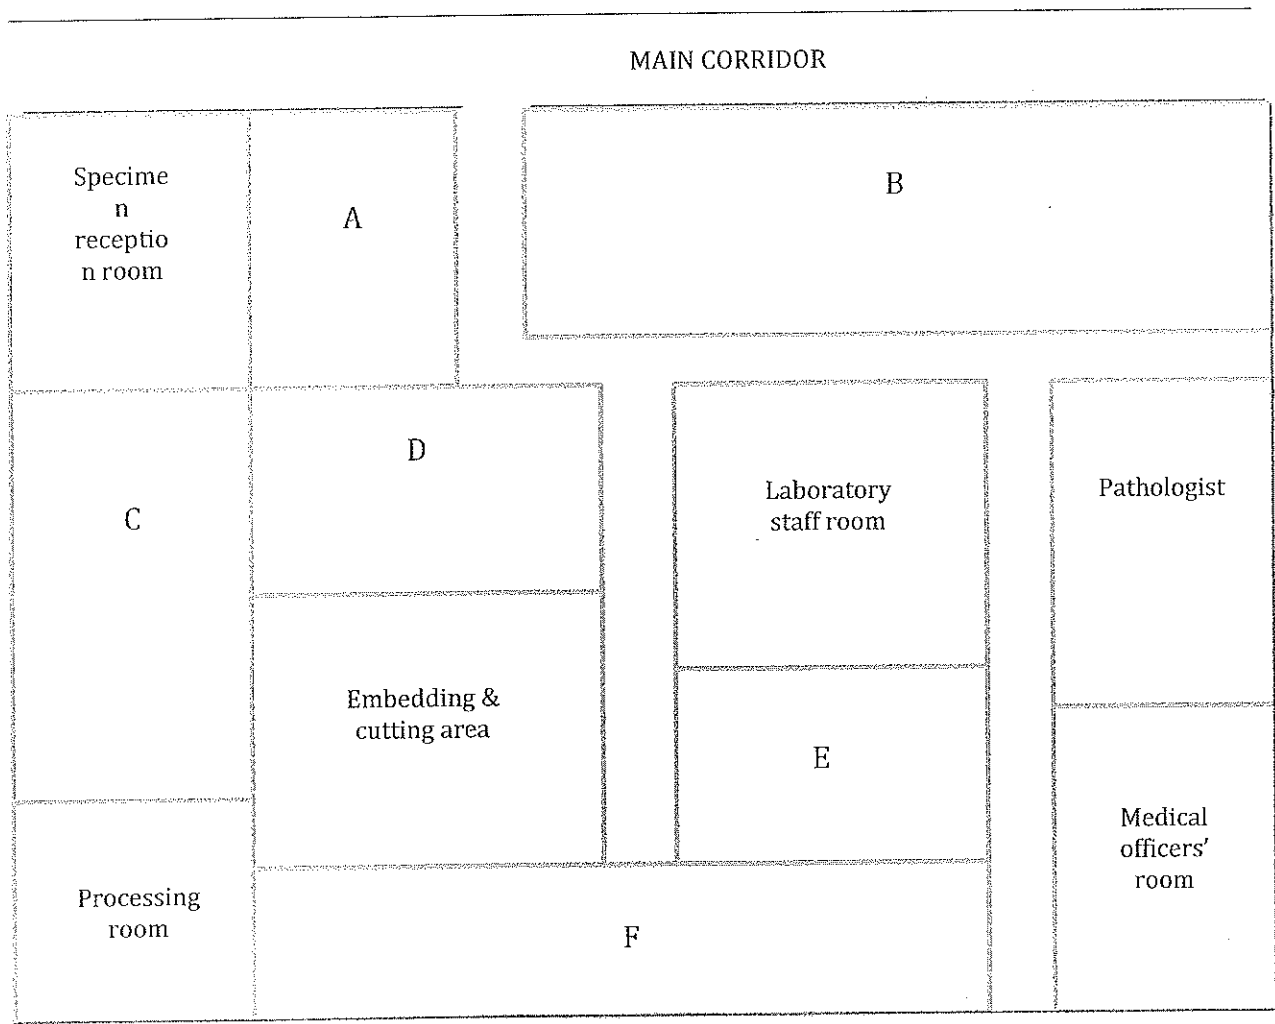 MAIN CORRIDOR
Specime
n
receptio
n room
A
B
C
D
Laboratory
staff room
Pathologist
Embedding &
cutting area
E
Medical
officers'
room
Processing
room
F